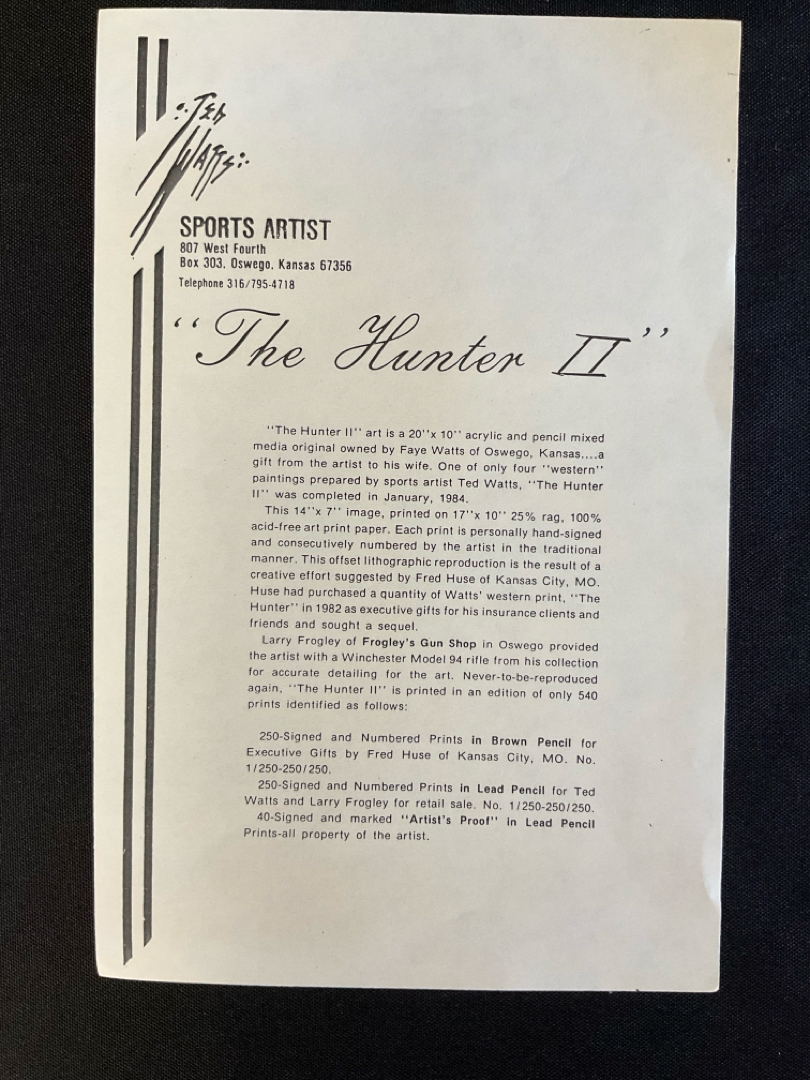 TED
WATTS
SPORTS ARTIST
807 West Fourth
Box 303, Oswego, Kansas 67356
Telephone 316/795-4718
"The Hunter II"
"The Hunter II" art is a 20"x 10" acrylic and pencil mixed
media original owned by Faye Watts of Oswego, Kansas....a
gift from the artist to his wife. One of only four "western"
paintings prepared by sports artist Ted Watts, "The Hunter
II" was completed in January, 1984.
This 14"x 7" image, printed on 17"x 10" 25% rag, 100%
acid-free art print paper. Each print is personally hand-signed
and consecutively numbered by the artist in the traditional
manner. This offset lithographic reproduction is the result of a
creative effort suggested by Fred Huse of Kansas City, MO.
Huse had purchased a quantity of Watts' western print, "The
Hunter" in 1982 as executive gifts for his insurance clients and
friends and sought a sequel.
Larry Frogley of Frogley's Gun Shop in Oswego provided
the artist with a Winchester Model 94 rifle from his collection
for accurate detailing for the art. Never-to-be-reproduced
again, "The Hunter II" is printed in an edition of only 540
prints identified as follows:
250-Signed and Numbered Prints in Brown Pencil for
Executive Gifts by Fred Huse of Kansas City, MO. No.
1/250-250/250.
250-Signed and Numbered Prints in Lead Pencil for Ted
Watts and Larry Frogley for retail sale. No. 1/250-250/250.
40-Signed and marked "Artist's Proof" in Lead Pencil
Prints-all property of the artist.